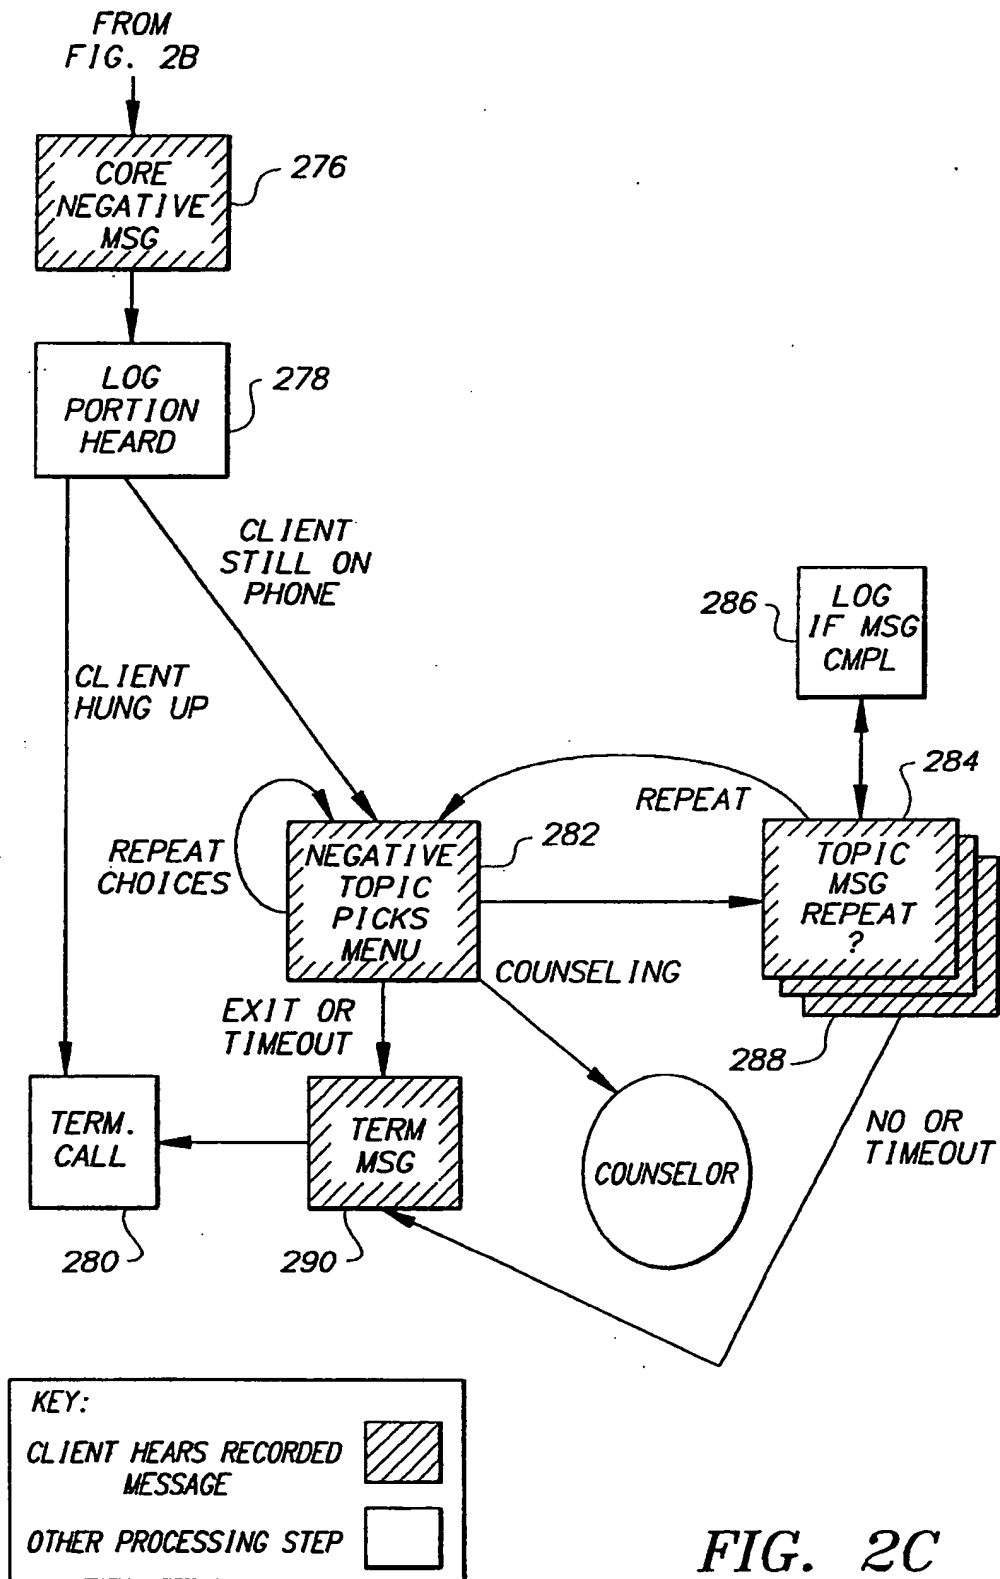 FROM
FIG. 2B
CORE
NEGATIVE
MSG
276
LOG
PORTION
HEARD
278
CLIENT
STILL ON
PHONE
CLIENT
HUNG UP
286
LOG
IF MSG
CMPL
284
REPEAT
282
REPEAT
CHOICES
NEGATIVE
TOPIC
PICKS
MENU
TOPIC
MSG
REPEAT
?
COUNSELING
EXIT OR
TIMEOUT
288
NO OR
TIMEOUT
TERM.
CALL
TERM
MSG
COUNSELOR
280
290
KEY:
CLIENT HEARS RECORDED
MESSAGE
OTHER PROCESSING STEP
FIG. 2C